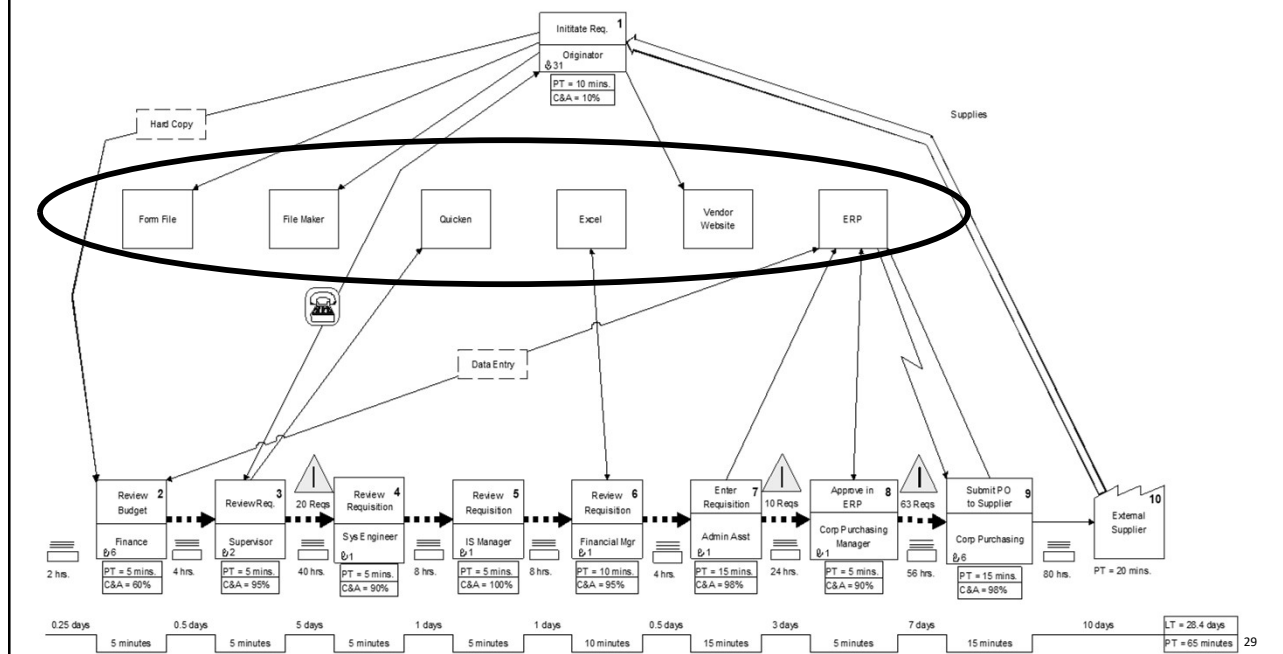 Inititate Req. 1
Originator
31
PT = 10 mins.
C&A = 10%
Hard Copy
Supplies
Form File
File Maker
Quicken
Excel
Vendor
Website
ERP
Data Entry
2 hrs.
Review 2
Budget
Finance
6
PT = 5 mins.
C&A = 60%
4 hrs.
Review Req. 3
Supervisor
2
PT = 5 mins.
C&A = 95%
20 Reqs
40 hrs.
Review 4
Requisition
Sys Engineer
1
PT = 5 mins.
C&A = 90%
8 hrs.
Review 5
Requisition
IS Manager
1
PT = 5 mins.
C&A = 100%
8 hrs.
Review 6
Requisition
Financial Mgr
1
PT = 10 mins.
C&A = 95%
4 hrs.
Enter 7
Requisition
Admin Asst
1
PT = 15 mins.
C&A = 98%
10 Reqs
24 hrs.
Approve in 8
ERP
Corp Purchasing
Manager
1
PT = 5 mins.
C&A = 90%
63 Reqs
56 hrs.
Submit PO 9
to Supplier
Corp Purchasing
6
PT = 15 mins.
C&A = 98%
80 hrs.
10
External
Supplier
PT = 20 mins.
0.25 days
5 minutes
0.5 days
5 minutes
5 days
5 minutes
1 days
5 minutes
1 days
10 minutes
0.5 days
15 minutes
3 days
5 minutes
7 days
15 minutes
10 days
LT = 28.4 days
PT = 65 minutes
29